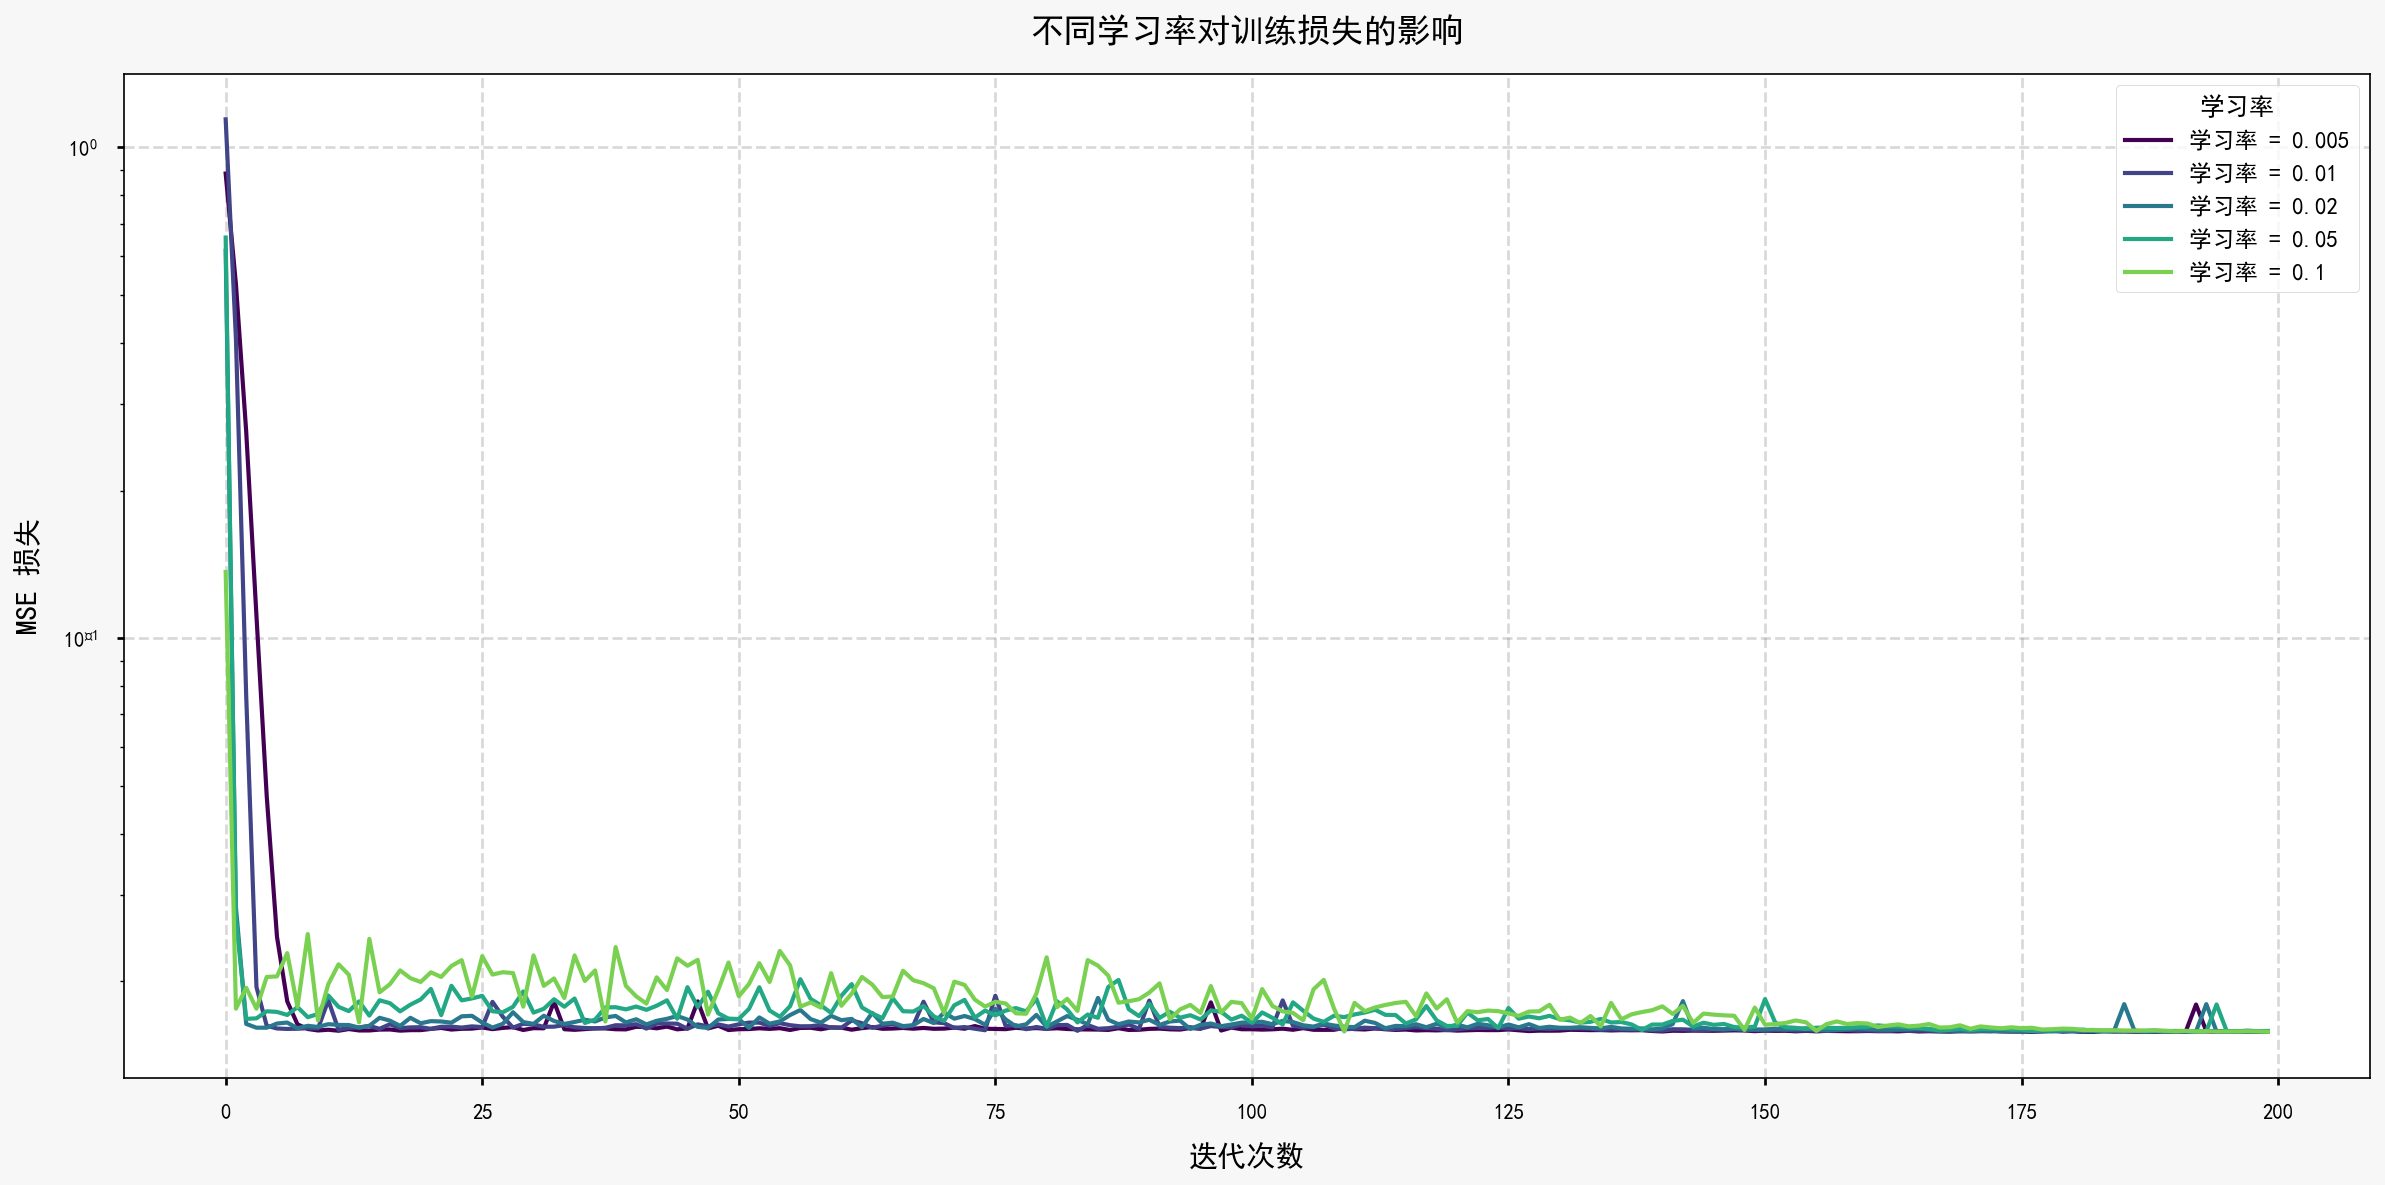 不同学习率对训练损失的影响
学习率
学习率 = 0.005
学习率 = 0.01
学习率 = 0.02
学习率 = 0.05
学习率 = 0.1
MSE 损失
10⁰
10¤¹
0 25 50 75 100 125 150 175 200
迭代次数